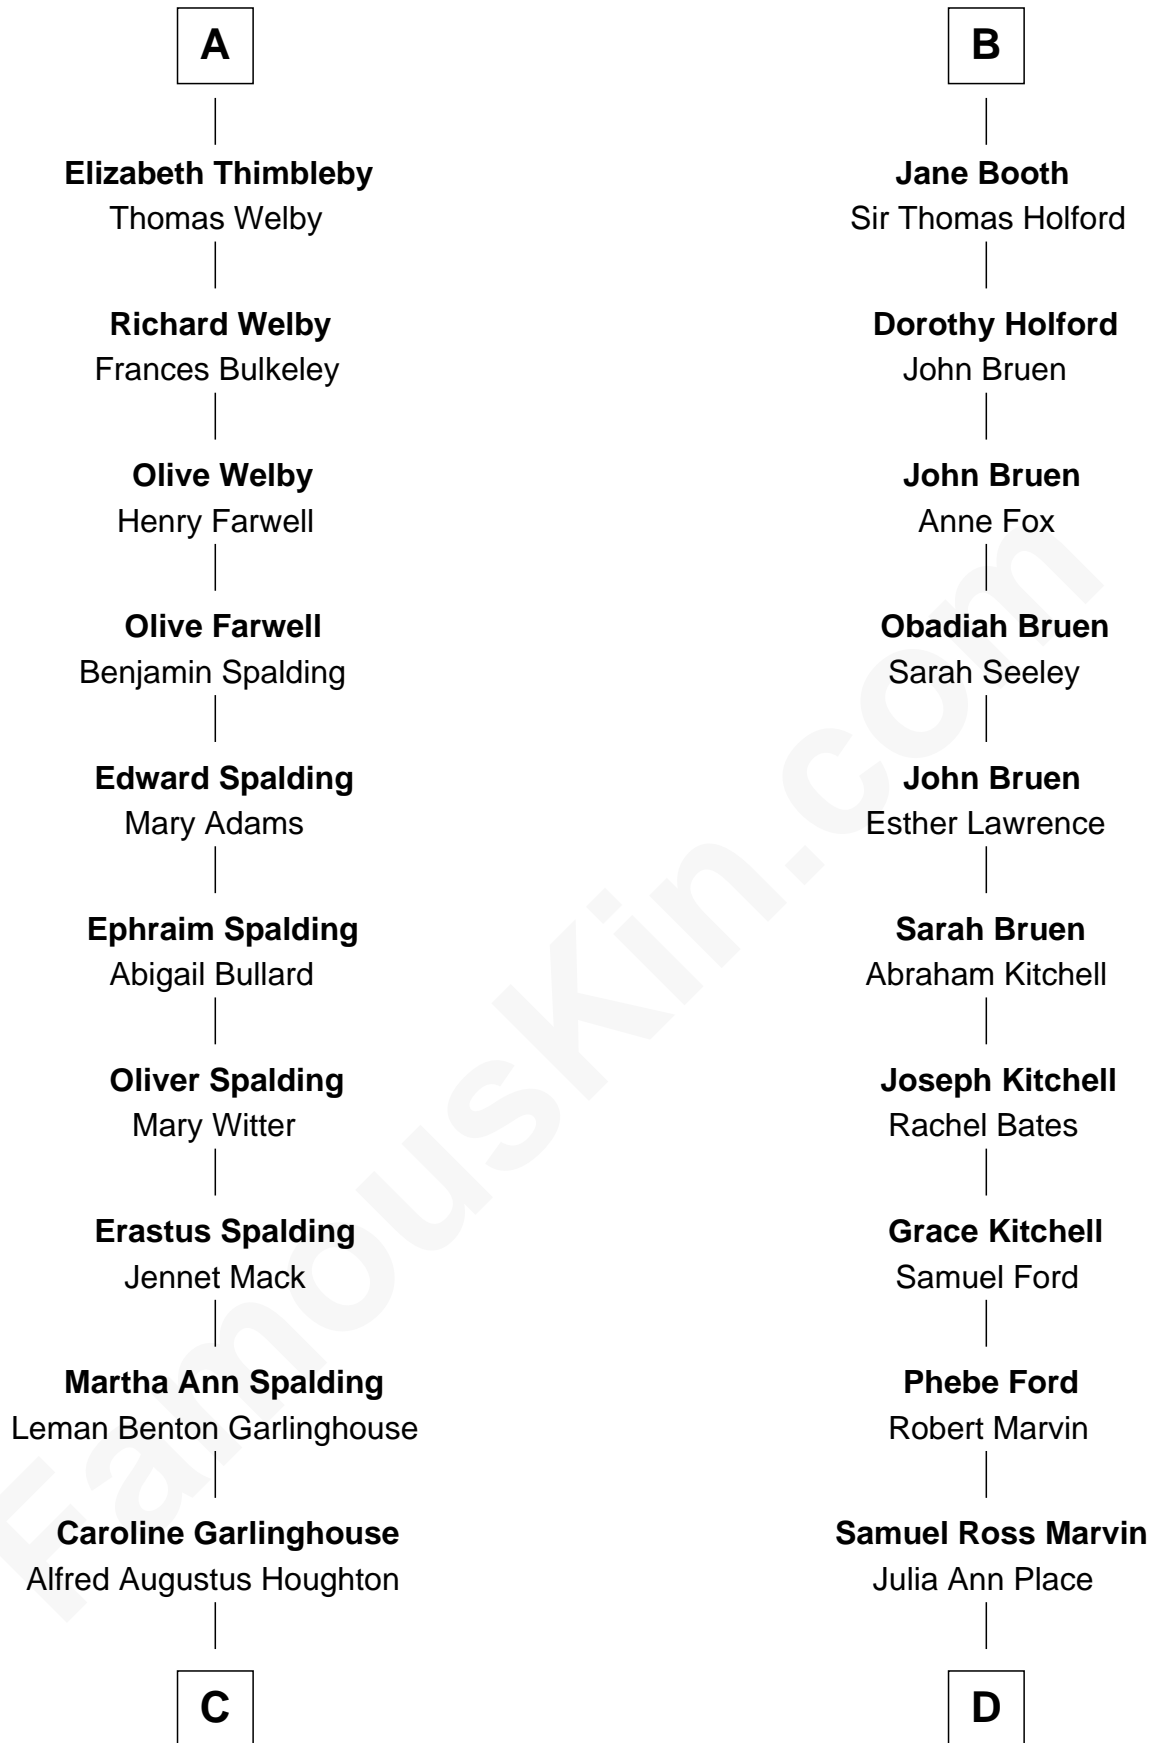 A
Elizabeth Thimbleby
Thomas Welby
Richard Welby
Frances Bulkeley
Olive Welby
Henry Farwell
Olive Farwell
Benjamin Spalding
Edward Spalding
Mary Adams
Ephraim Spalding
Abigail Bullard
Oliver Spalding
Mary Witter
Erastus Spalding
Jennet Mack
Martha Ann Spalding
Leman Benton Garlinghouse
Caroline Garlinghouse
Alfred Augustus Houghton
C
B
Jane Booth
Sir Thomas Holford
Dorothy Holford
John Bruen
John Bruen
Anne Fox
Obadiah Bruen
Sarah Seeley
John Bruen
Esther Lawrence
Sarah Bruen
Abraham Kitchell
Joseph Kitchell
Rachel Bates
Grace Kitchell
Samuel Ford
Phebe Ford
Robert Marvin
Samuel Ross Marvin
Julia Ann Place
D
FamousKin.com